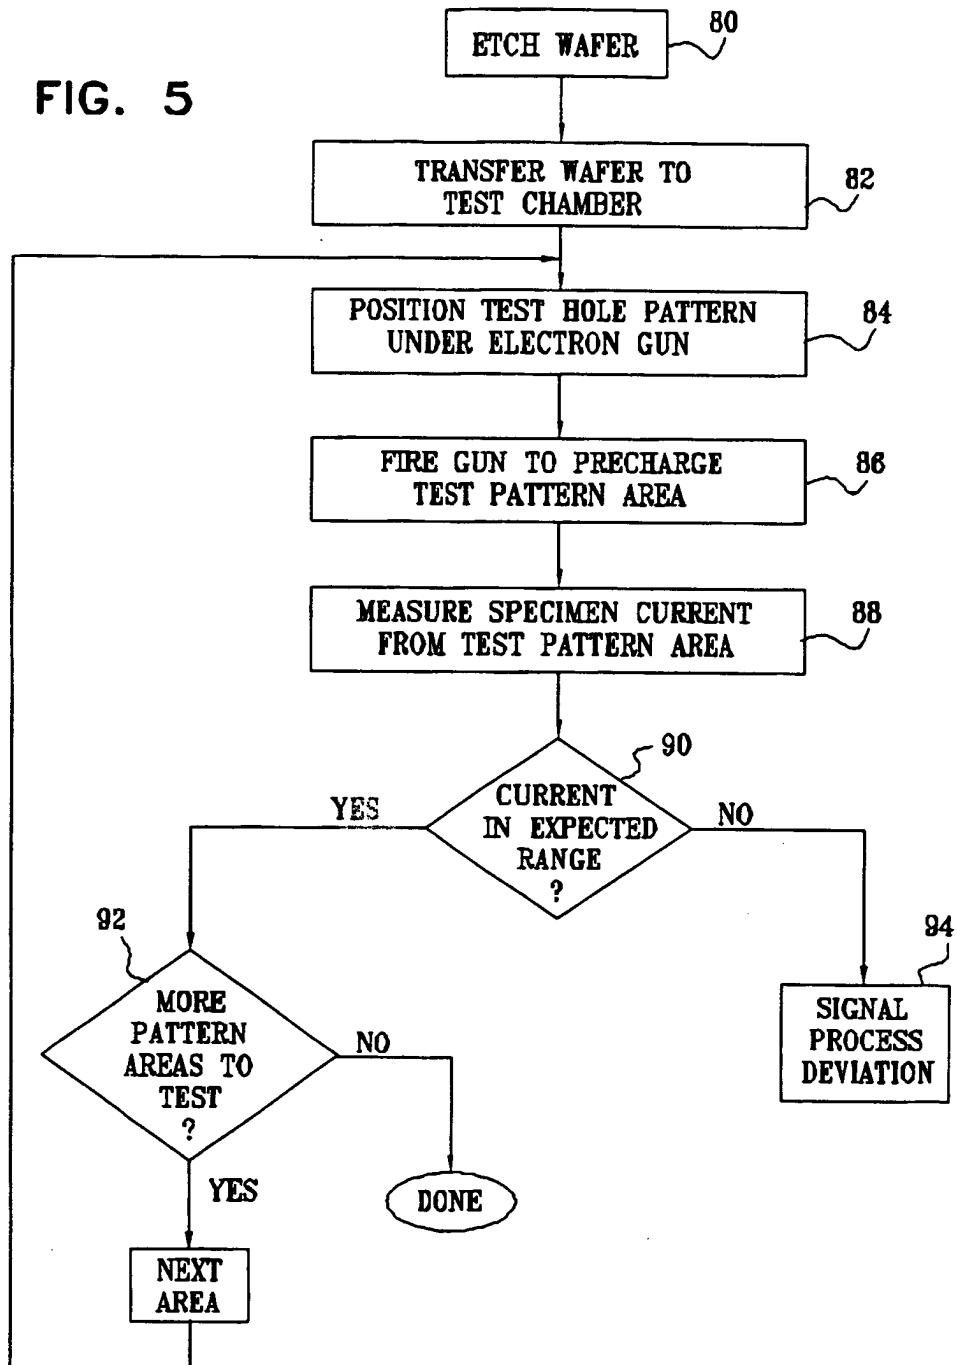 FIG. 5
ETCH WAFER
80
TRANSFER WAFER TO
TEST CHAMBER
82
POSITION TEST HOLE PATTERN
UNDER ELECTRON GUN
84
FIRE GUN TO PRECHARGE
TEST PATTERN AREA
86
MEASURE SPECIMEN CURRENT
FROM TEST PATTERN AREA
88
90
CURRENT
IN EXPECTED
RANGE
?
YES
NO
92
MORE
PATTERN
AREAS TO
TEST
?
NO
94
SIGNAL
PROCESS
DEVIATION
YES
DONE
NEXT
AREA